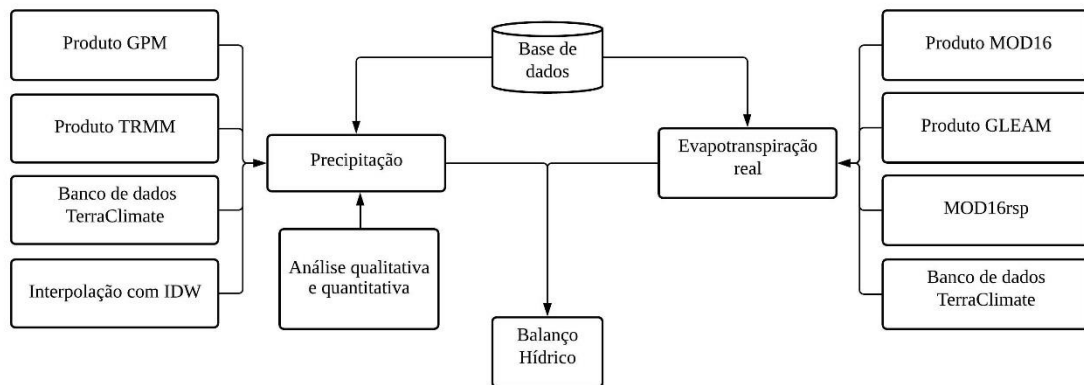 Produto GPM
Produto TRMM
Banco de dados
TerraClimate
Interpolação com IDW
Base de
dados
Precipitação
Análise qualitativa
e quantitativa
Balanço
Hídrico
Evapotranspiração
real
Produto MOD16
Produto GLEAM
MOD16rsp
Banco de dados
TerraClimate